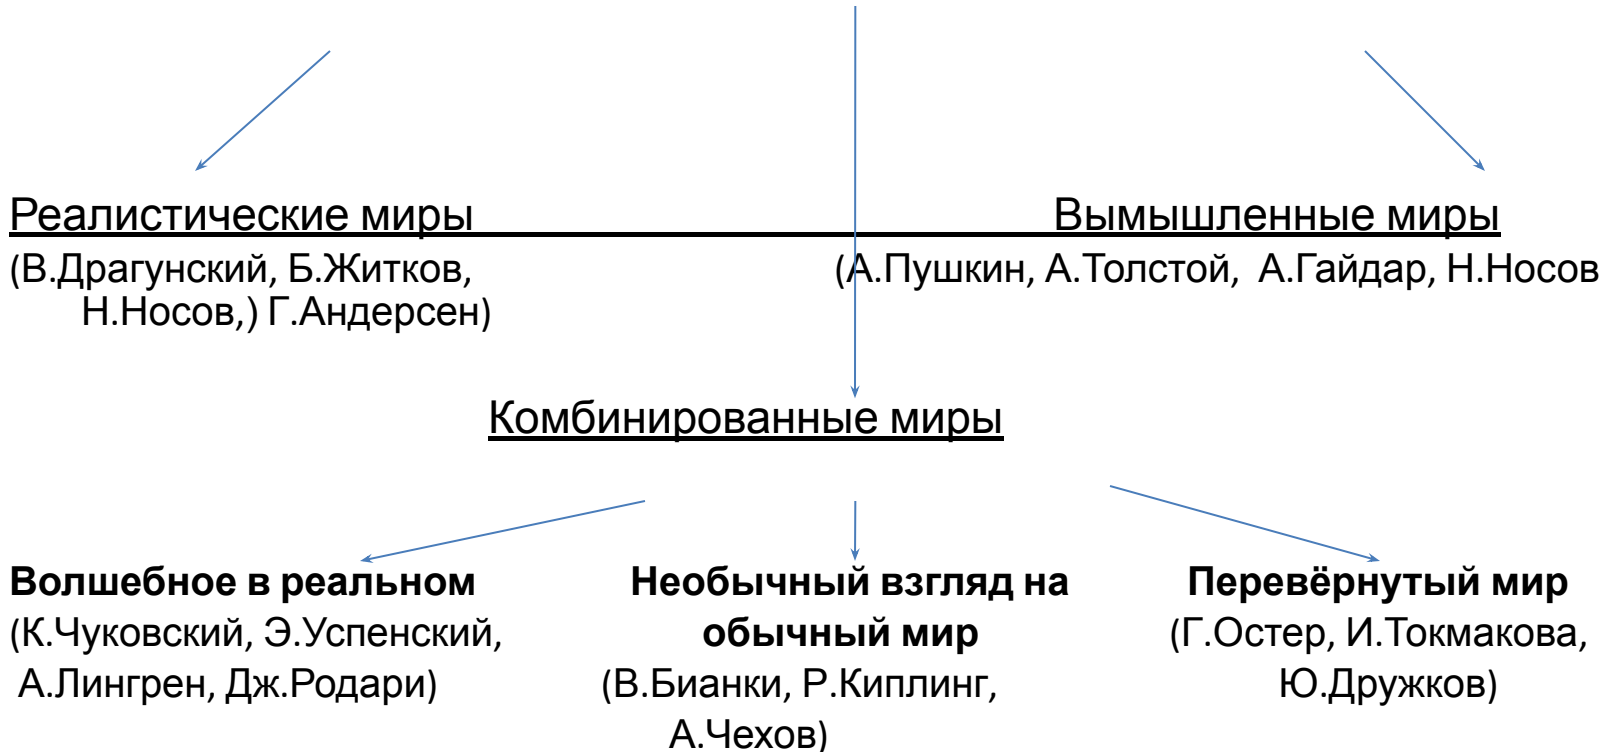 Реалистические миры Вымышленные миры
(В.Драгунский, Б.Житков, (А.Пушкин, А.Толстой, А.Гайдар, Н.Носов
Н.Носов,) Г.Андерсен)
Комбинированные миры
Волшебное в реальном Необычный взгляд на Перевёрнутый мир
(К.Чуковский, Э.Успенский, обычный мир (Г.Остер, И.Токмакова,
А.Лингрен, Дж.Родари) (В.Бианки, Р.Киплинг, Ю.Дружков)
А.Чехов)